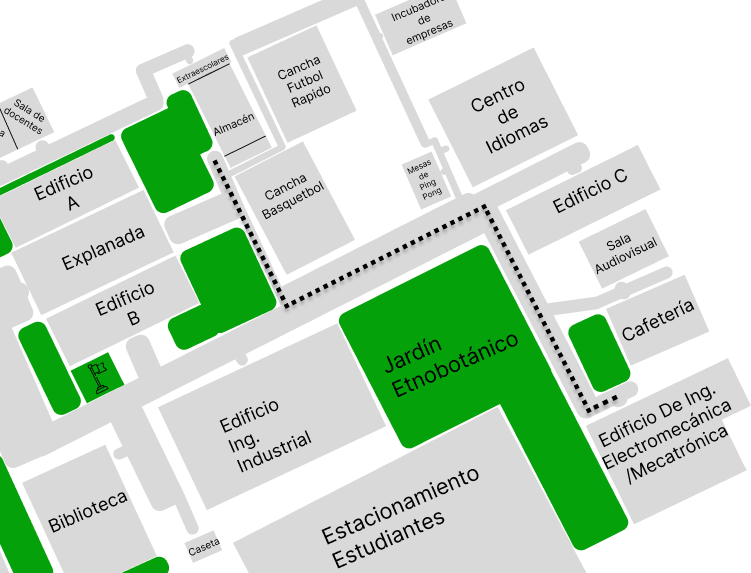 Incubadora
de
empresas
Extraescolares
Cancha
Futbol
Rapido
Centro
de
Idiomas
Sala de
docentes
Almacén
Mesas
de
Ping
Pong
Edificio
A
Cancha
Basquetbol
Edificio C
Explanada
Sala
Audiovisual
Edificio
B
Cafetería
Jardín
Etnobotánico
Edificio
Ing.
Industrial
Edificio De Ing.
Electromecánica
/Mecatrónica
Biblioteca
Estacionamiento
Estudiantes
Caseta